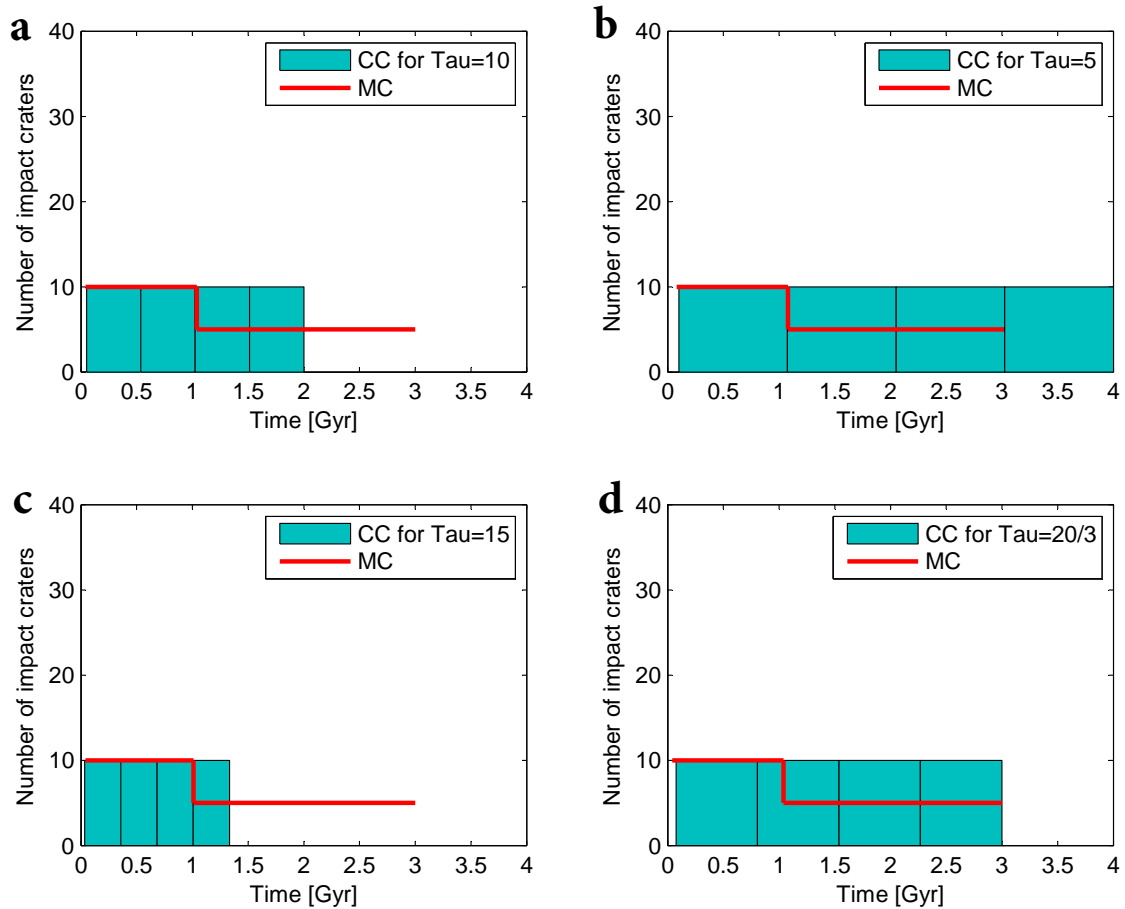 a
40
30
20
10
0
Number of impact craters
CC for Tau=10
MC
0 0.5 1 1.5 2 2.5 3 3.5 4
Time [Gyr]
b
40
30
20
10
0
Number of impact craters
CC for Tau=5
MC
0 0.5 1 1.5 2 2.5 3 3.5 4
Time [Gyr]
c
40
30
20
10
0
Number of impact craters
CC for Tau=15
MC
0 0.5 1 1.5 2 2.5 3 3.5 4
Time [Gyr]
d
40
30
20
10
0
Number of impact craters
CC for Tau=20/3
MC
0 0.5 1 1.5 2 2.5 3 3.5 4
Time [Gyr]